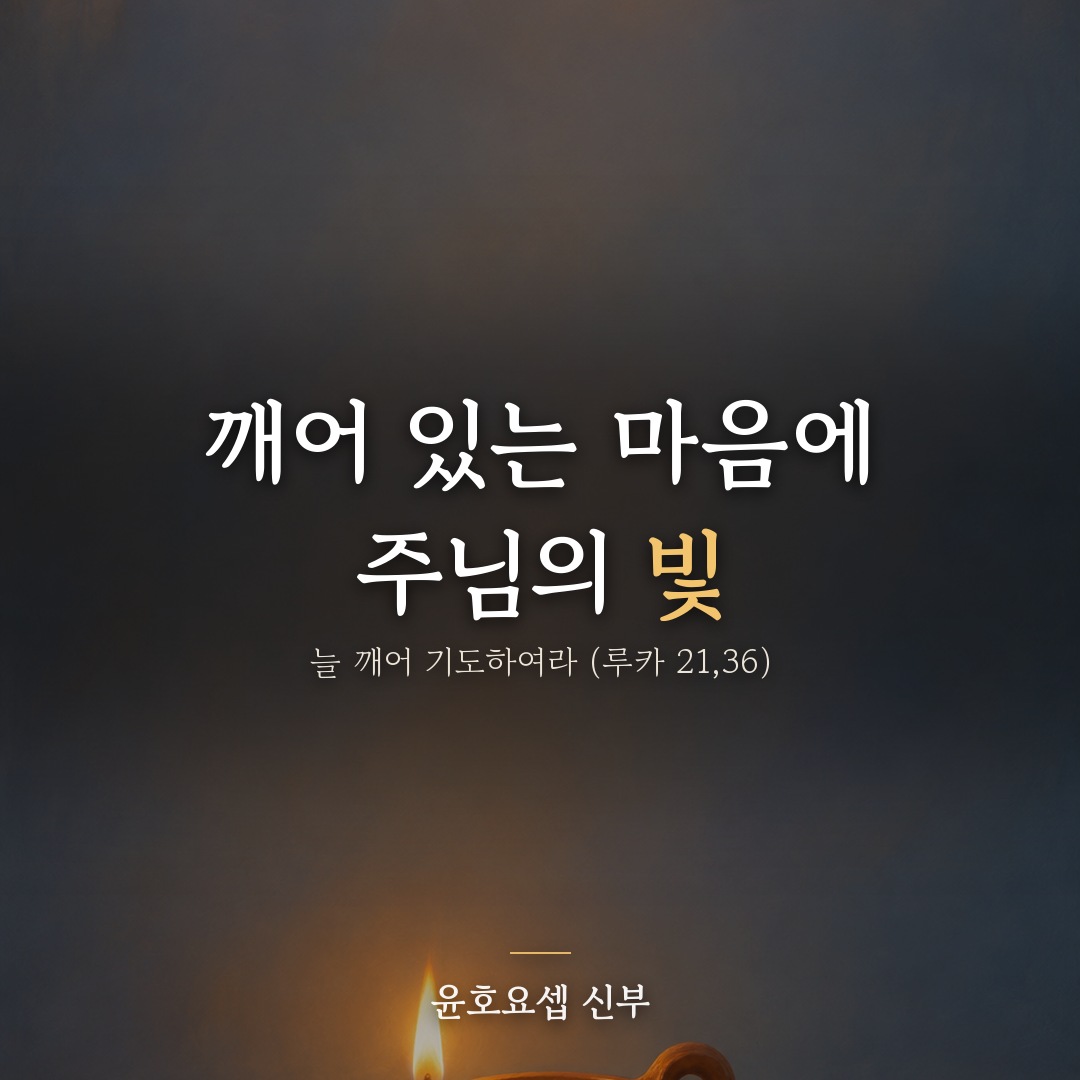 깨어 있는 마음에
주님의 빛
늘 깨어 기도하여라 (루카 21,36)
윤호요셉 신부